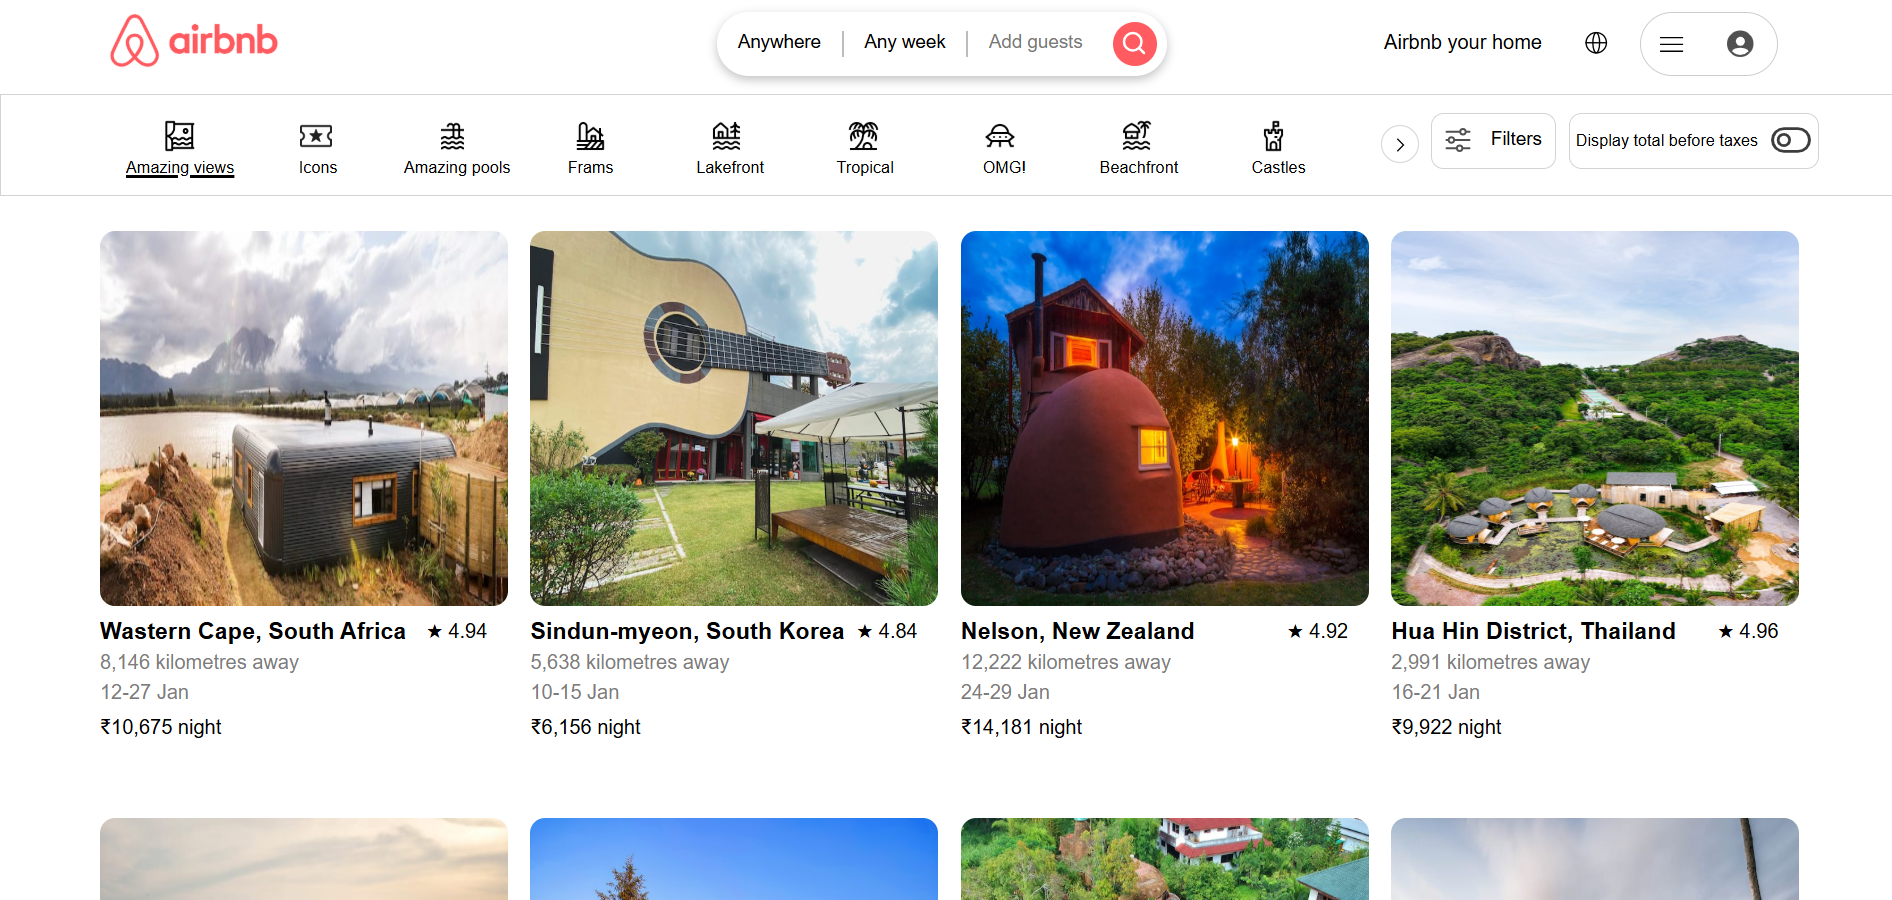 airbnb
Anywhere
Any week
Add guests
Airbnb your home
Amazing views
Icons
Amazing pools
Frams
Lakefront
Tropical
OMG!
Beachfront
Castles
Filters
Display total before taxes
Wastern Cape, South Africa ★ 4.94
8,146 kilometres away
12-27 Jan
₹10,675 night
Sindun-myeon, South Korea ★ 4.84
5,638 kilometres away
10-15 Jan
₹6,156 night
Nelson, New Zealand ★ 4.92
12,222 kilometres away
24-29 Jan
₹14,181 night
Hua Hin District, Thailand ★ 4.96
2,991 kilometres away
16-21 Jan
₹9,922 night